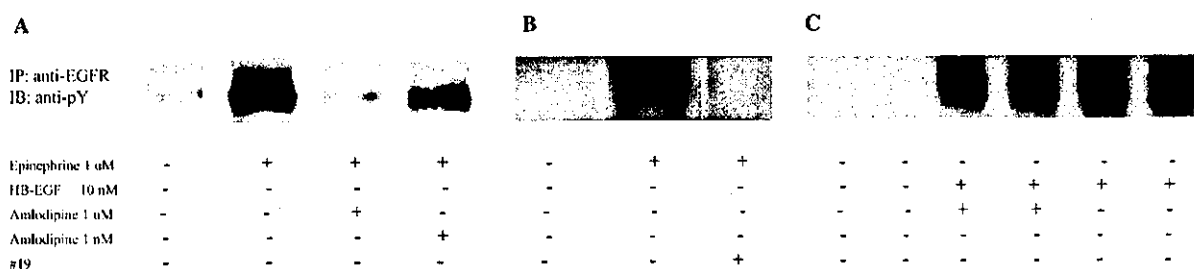 A B C
IP: anti-EGFR
IB: anti-pY
Epinephrine 1 uM - + + + - + + - - - - - -
HB-EGF 10 nM - - - - - - - - - + + + +
Amlodipine 1 uM - - + - - - - - - + + - -
Amlodipine 1 nM - - - + - - - - - - - - -
#19 - - - - - - + - - - - - -